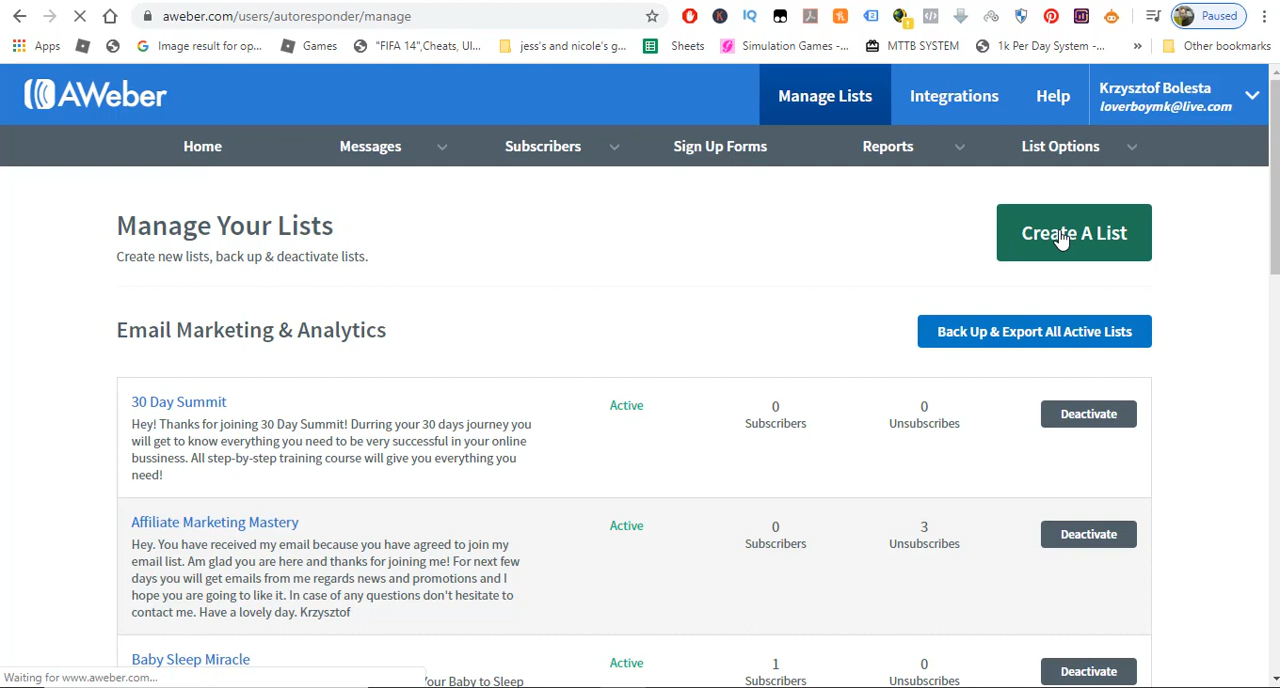 aweber.com/users/autoresponder/manage
Paused
Apps
Image result for op...
Games
"FIFA 14",Cheats, Ul...
jess's and nicole's g...
Sheets
Simulation Games -...
MTTB SYSTEM
1k Per Day System -...
»
Other bookmarks
AWeber
Manage Lists
Integrations
Help
Krzysztof Bolesta
loverboymk@live.com
Home
Messages
Subscribers
Sign Up Forms
Reports
List Options
Manage Your Lists
Create new lists, back up & deactivate lists.
Create A List
Email Marketing & Analytics
Back Up & Export All Active Lists
30 Day Summit
Hey! Thanks for joining 30 Day Summit! Durring your 30 days journey you
will get to know everything you need to be very successful in your online
bussiness. All step-by-step training course will give you everything you
need!
Active
0
Subscribers
0
Unsubscribes
Deactivate
Affiliate Marketing Mastery
Hey. You have received my email because you have agreed to join my
email list. Am glad you are here and thanks for joining me! For next few
days you will get emails from me regards news and promotions and I
hope you are going to like it. In case of any questions don't hesitate to
contact me. Have a lovely day. Krzysztof
Active
0
Subscribers
3
Unsubscribes
Deactivate
Baby Sleep Miracle
Your Baby to Sleep
Active
1
Subscribers
0
Unsubscribes
Deactivate
Waiting for www.aweber.com...